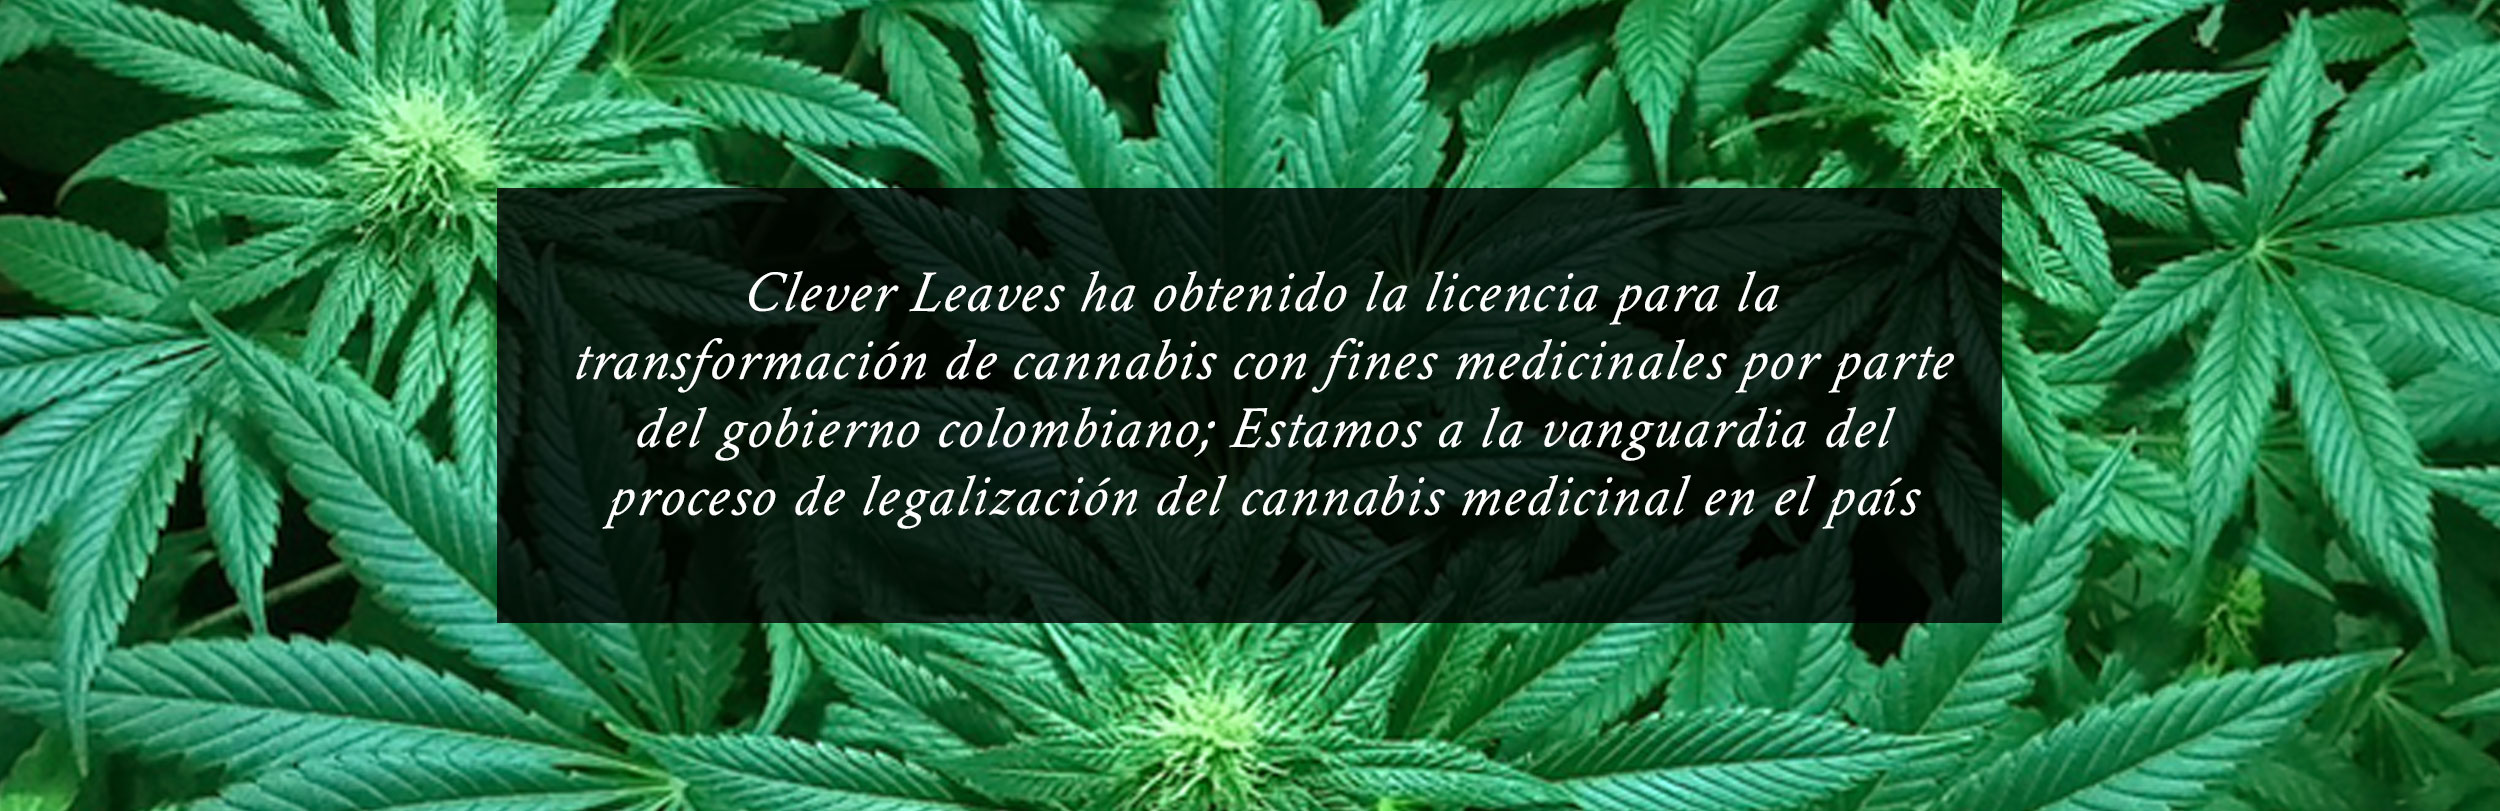 Clever Leaves ha obtenido la licencia para la
transformación de cannabis con fines medicinales por parte
del gobierno colombiano; Estamos a la vanguardia del
proceso de legalización del cannabis medicinal en el país